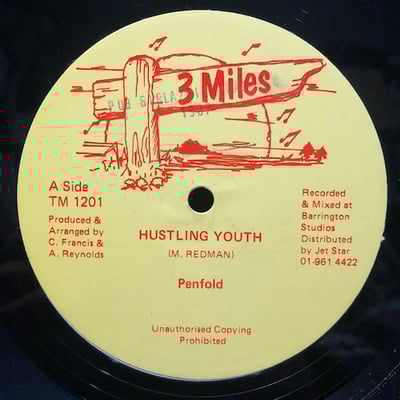 3 Miles
A Side
TM 1201
Produced &
Arranged by
C. Francis &
A. Reynolds
Recorded
& Mixed at
Barrington
Studios
Distributed
by Jet Star
01-961 4422
HUSTLING YOUTH
(M. REDMAN)
Penfold
Unauthorised Copying
Prohibited